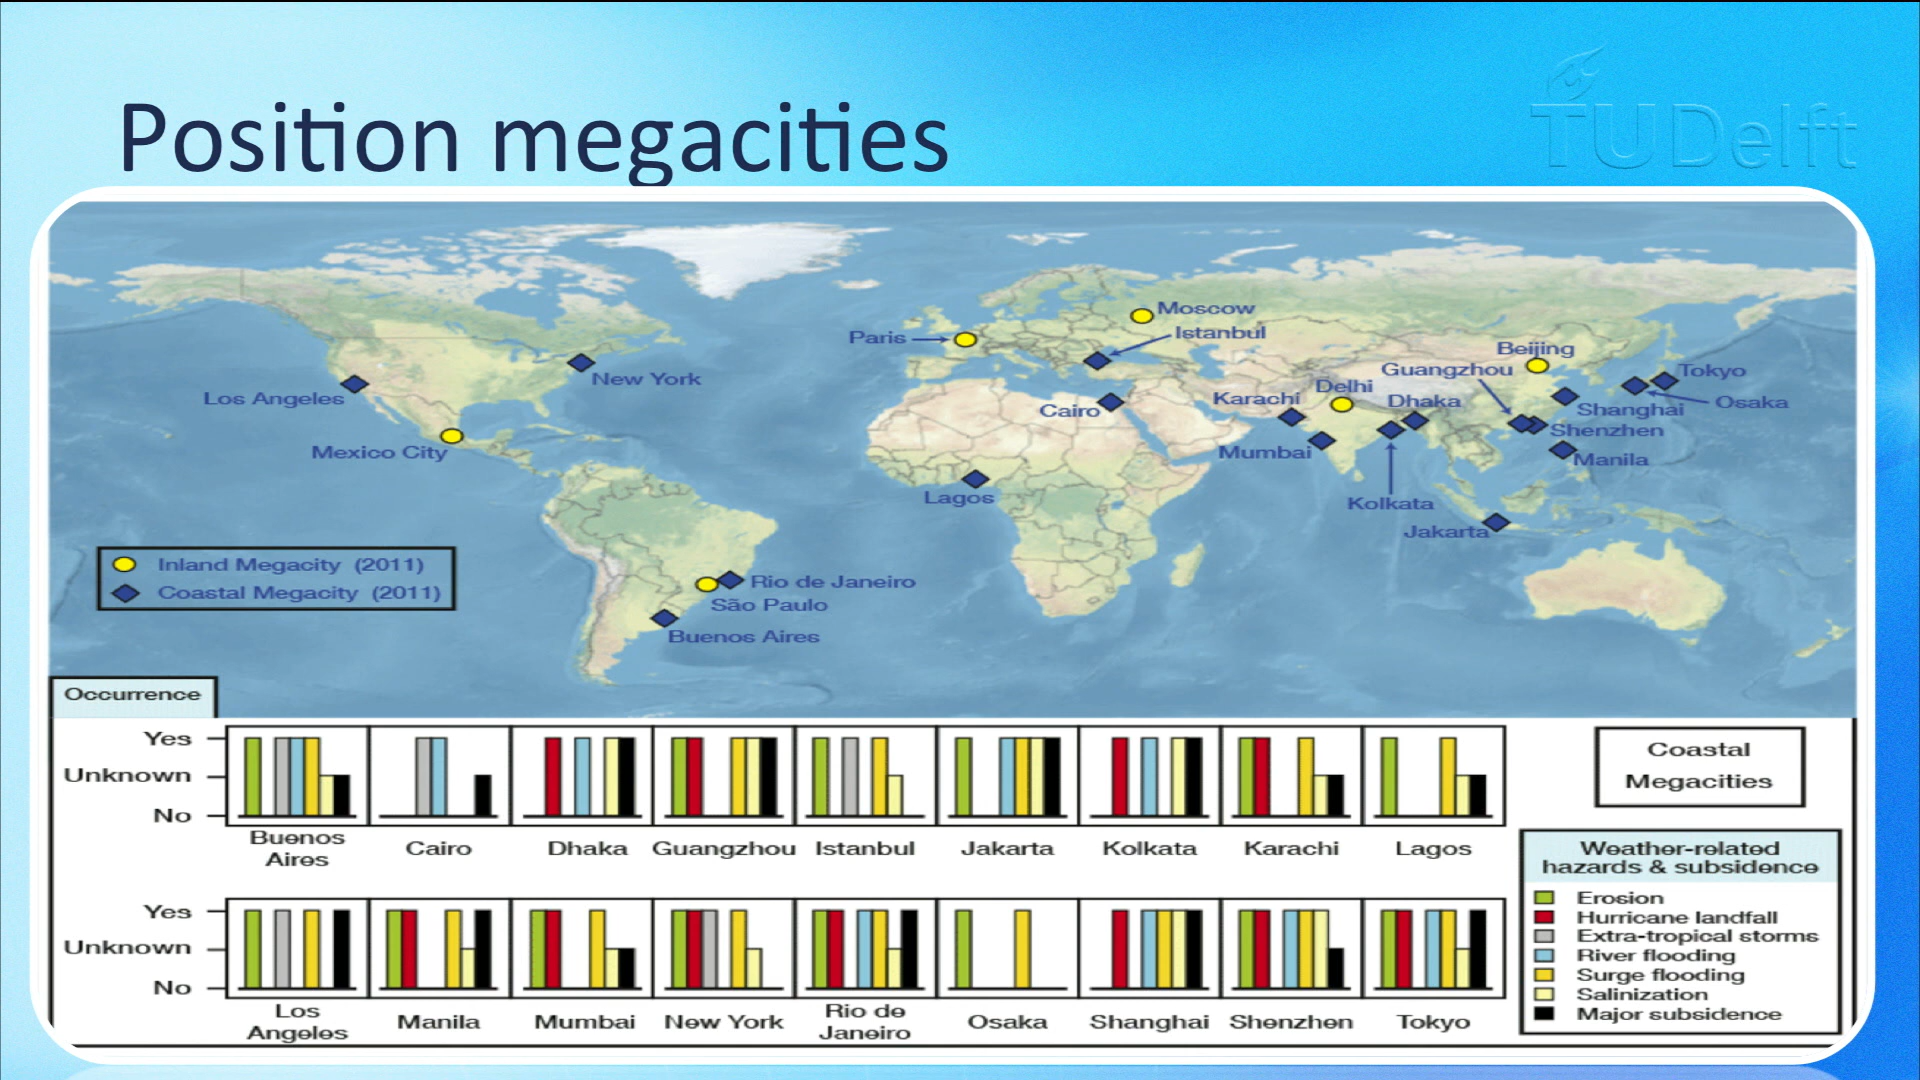 TUDelft
Position megacities
Moscow
Istanbul
Paris
Beijing
Guangzhou
Tokyo
New York
Delhi
Los Angeles
Karachi
Dhaka
Osaka
Cairo
Shanghai
Shenzhen
Mexico City
Mumbai
Manila
Lagos
Kolkata
Jakarta
Inland Megacity (2011)
Coastal Megacity (2011)
Rio de Janeiro
São Paulo
Buenos Aires
Occurrence
Yes
Unknown
No
Buenos
Aires
Cairo
Dhaka
Guangzhou
Istanbul
Jakarta
Kolkata
Karachi
Lagos
Coastal
Megacities
Yes
Unknown
No
Los
Angeles
Manila
Mumbai
New York
Rio de
Janeiro
Osaka
Shanghai
Shenzhen
Tokyo
Weather-related
hazards & subsidence
Erosion
Hurricane landfall
Extra-tropical storms
River flooding
Surge flooding
Salinization
Major subsidence